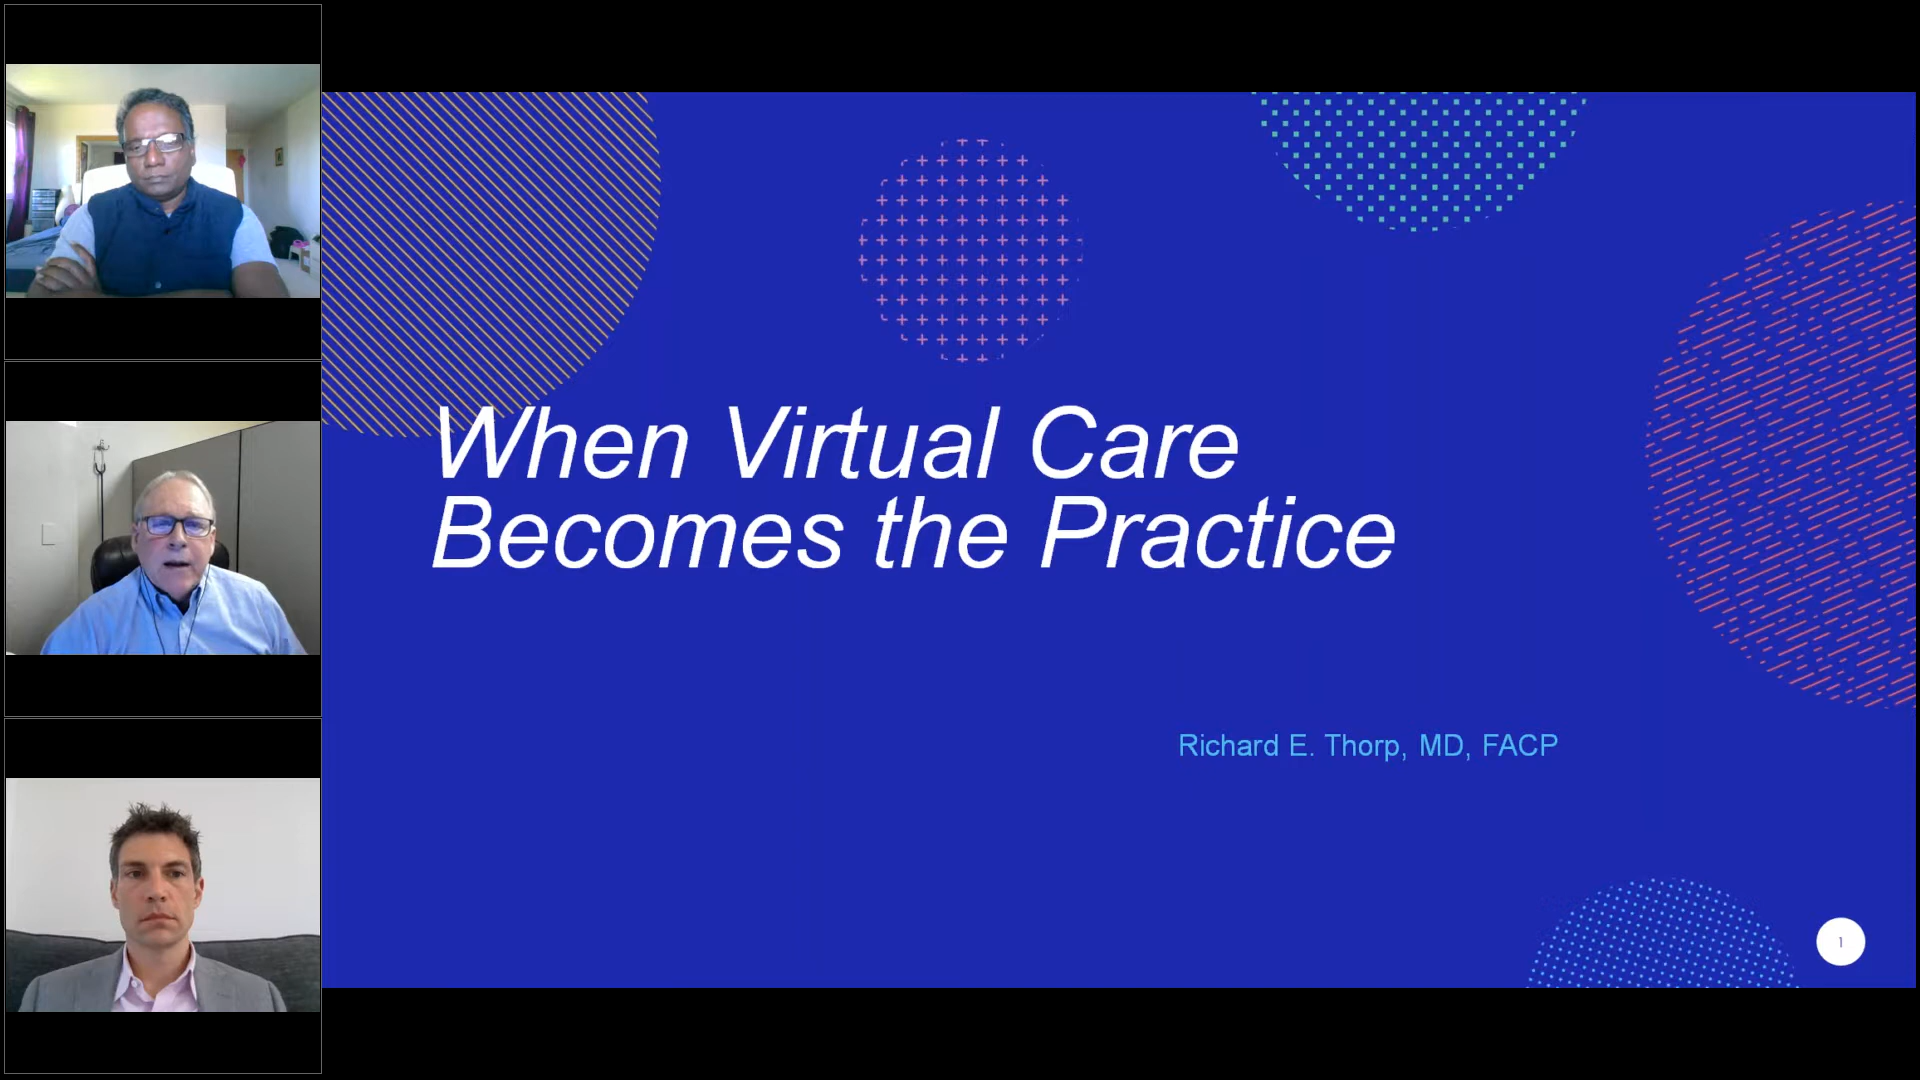 When Virtual Care
Becomes the Practice
Richard E. Thorp, MD, FACP
1